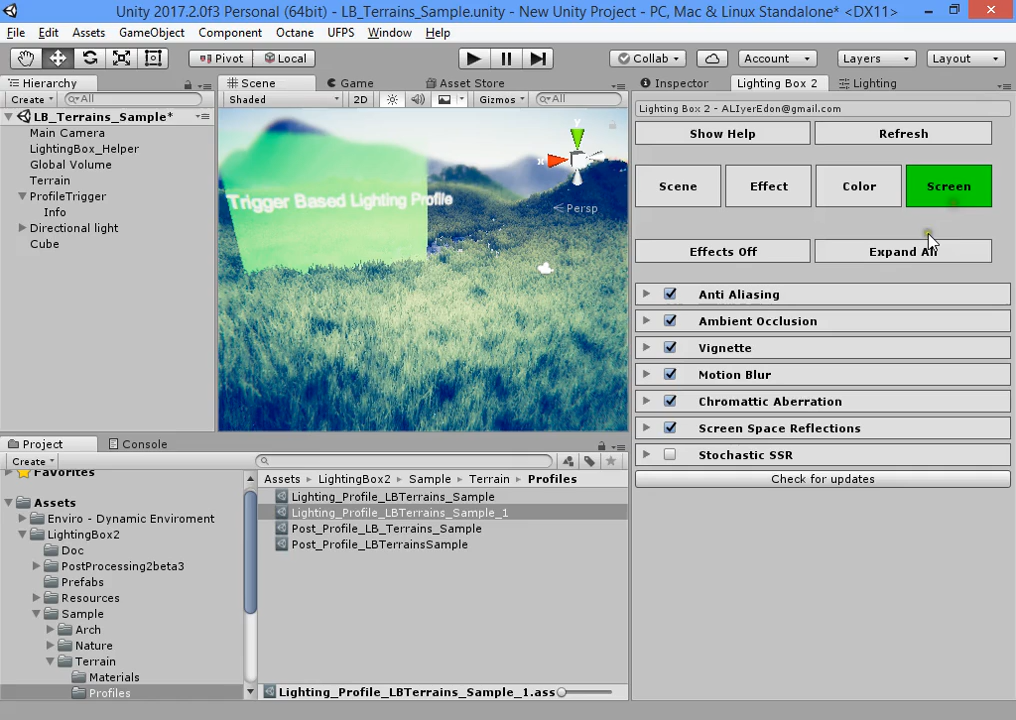 Unity 2017.2.0f3 Personal (64bit) - LB_Terrains_Sample.unity - New Unity Project - PC, Mac & Linux Standalone* <DX11>
File Edit Assets GameObject Component Octane UFPS Window Help
Pivot Local Collab Account Layers Layout
Hierarchy Scene Game Asset Store Inspector Lighting Box 2 Lighting
Create All Shaded 2D Gizmos All
Lighting Box 2 - ALIyerEdon@gmail.com
LB_Terrains_Sample*
Main Camera
LightingBox_Helper
Global Volume
Terrain
ProfileTrigger
Info
Directional light
Cube
Trigger Based Lighting Profile
y
x
Persp
Show Help Refresh
Scene Effect Color Screen
Effects Off Expand All
Anti Aliasing
Ambient Occlusion
Vignette
Motion Blur
Chromattic Aberration
Screen Space Reflections
Stochastic SSR
Check for updates
Project Console
Create
Favorites
Assets
Enviro - Dynamic Enviroment
LightingBox2
Doc
PostProcessing2beta3
Prefabs
Resources
Sample
Arch
Nature
Terrain
Materials
Profiles
Assets LightingBox2 Sample Terrain Profiles
Lighting_Profile_LBTerrains_Sample
Lighting_Profile_LBTerrains_Sample_1
Post_Profile_LB_Terrains_Sample
Post_Profile_LBTerrainsSample
Lighting_Profile_LBTerrains_Sample_1.ass